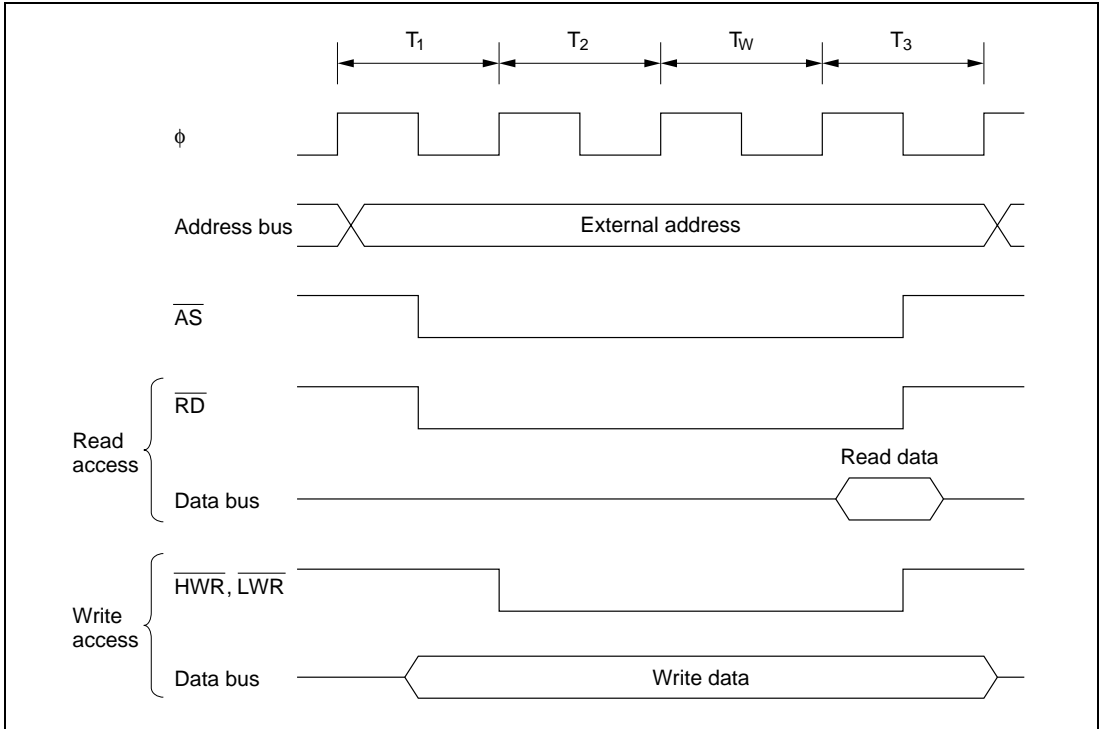 T1 T2 TW T3
ϕ
Address bus External address
AS
RD
Read
access
Read data
Data bus
HWR, LWR
Write
access
Data bus Write data